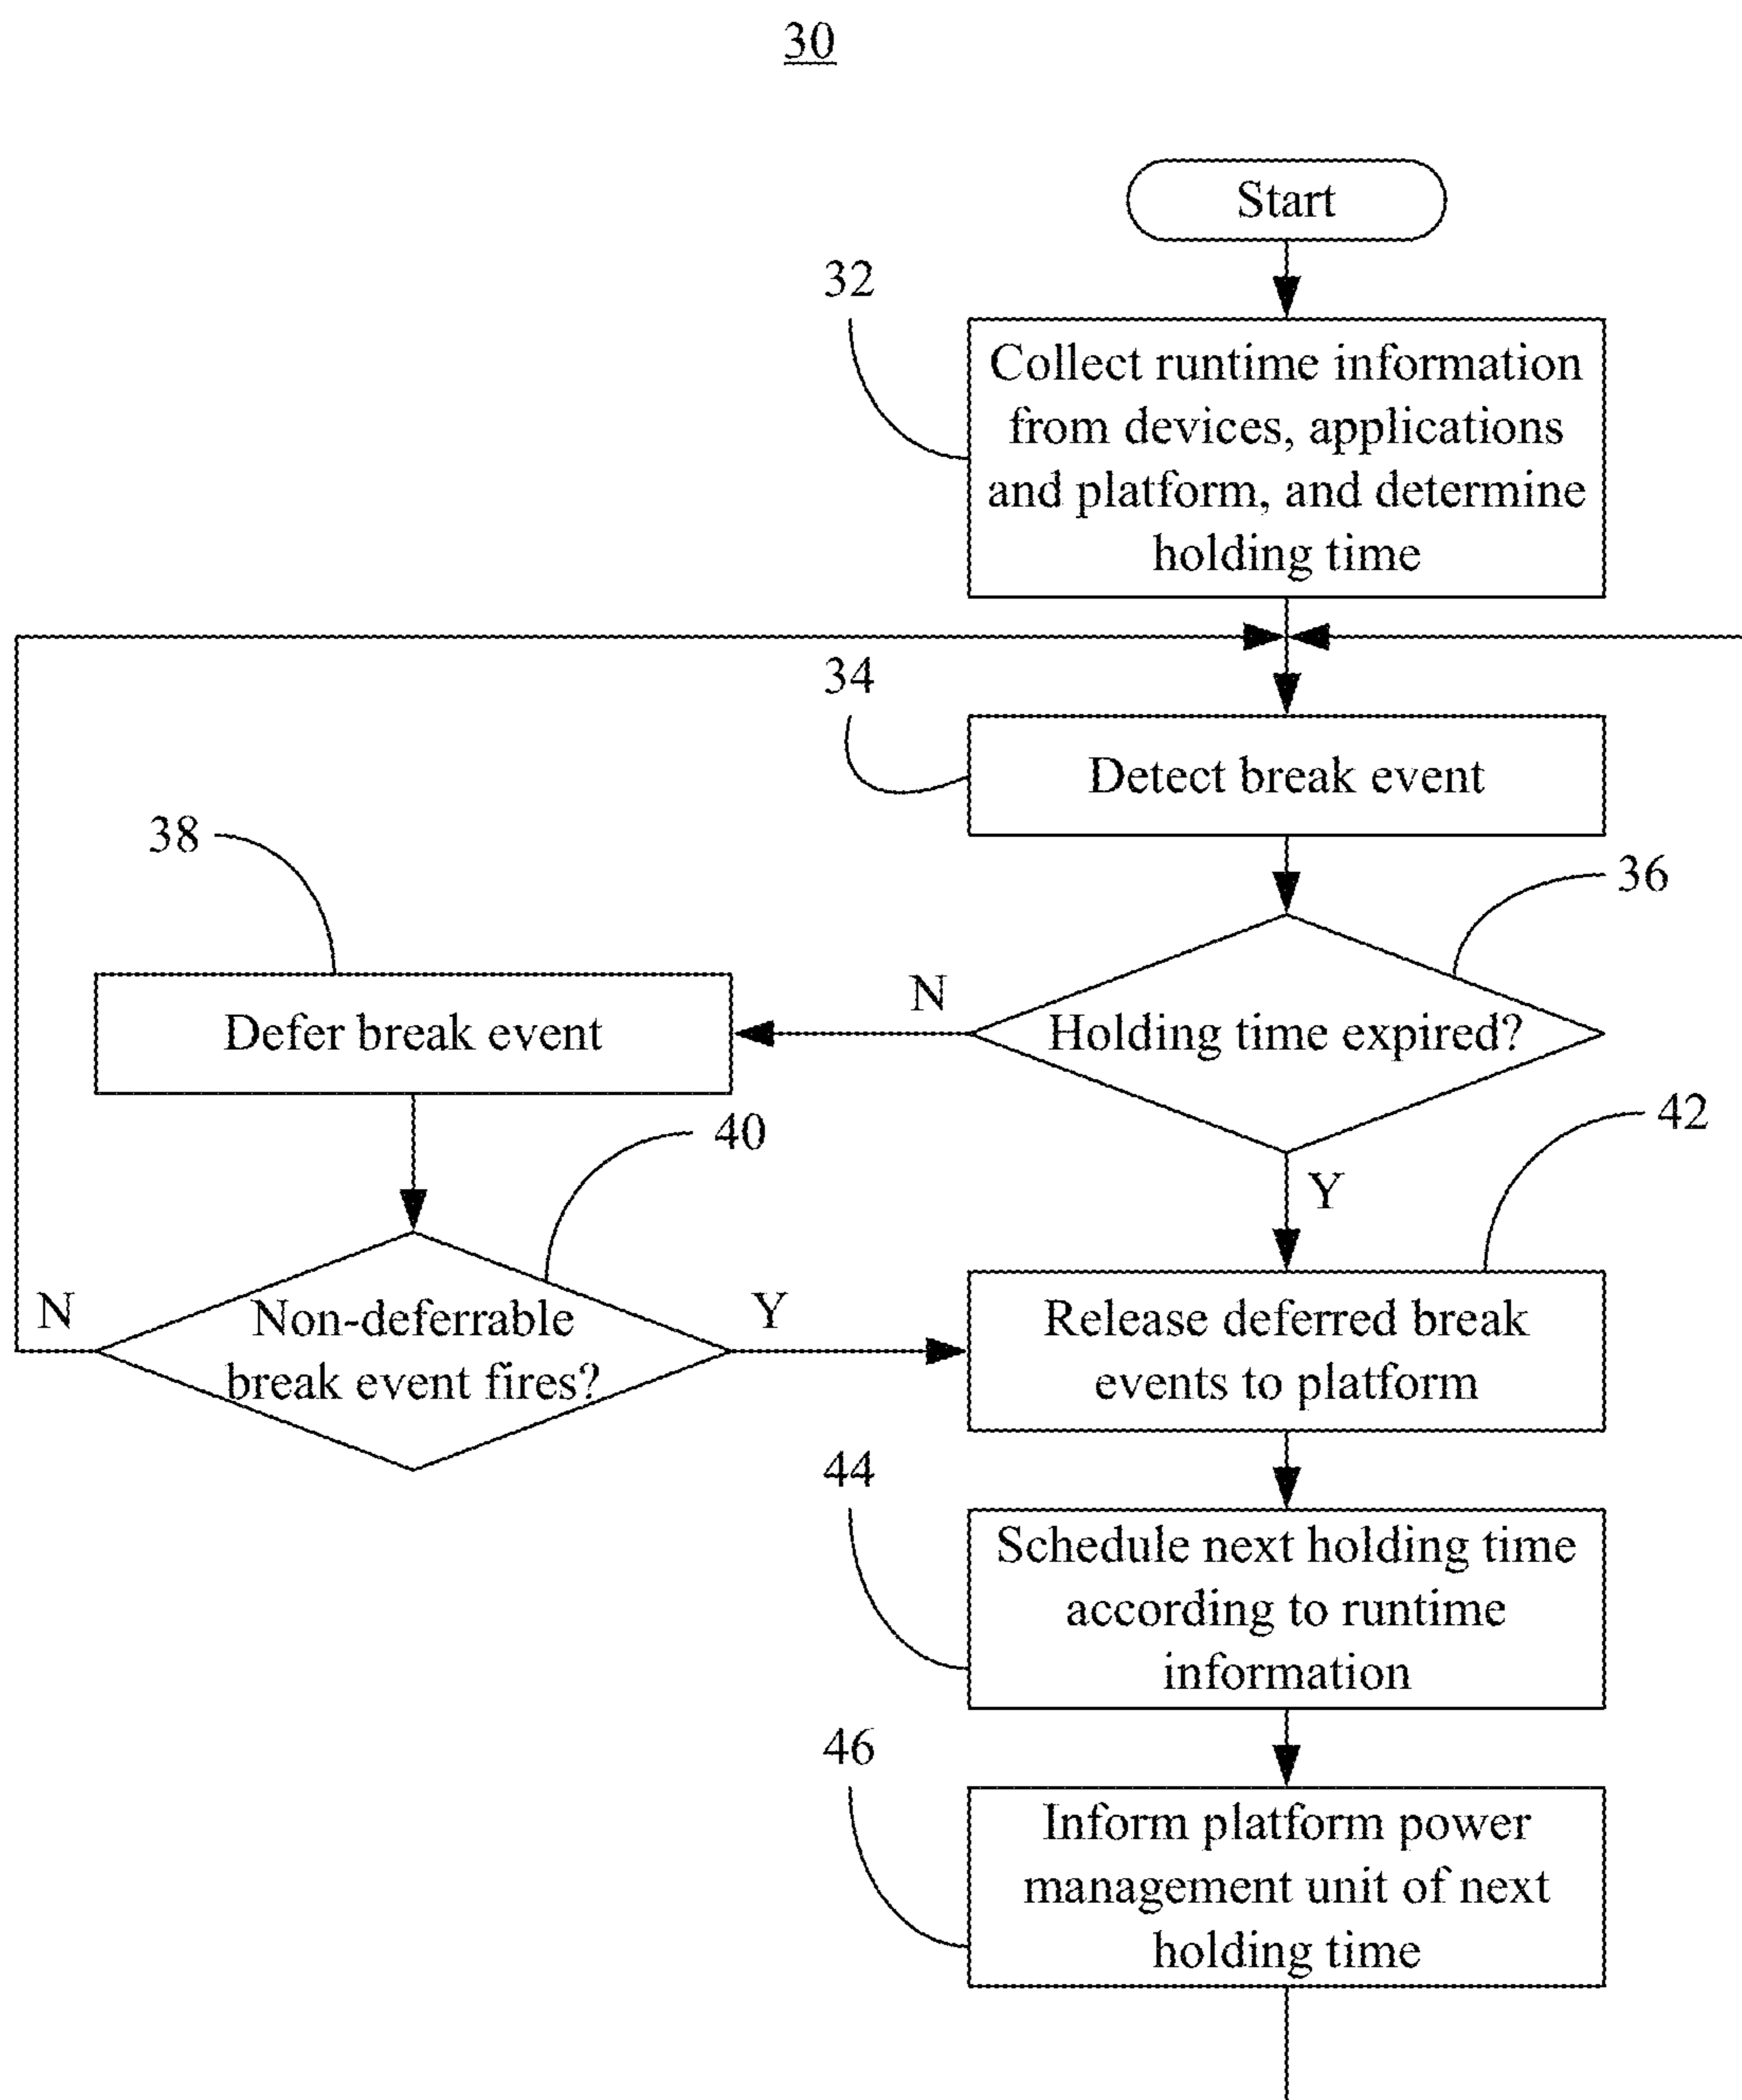 30
Start
32
Collect runtime information
from devices, applications
and platform, and determine
holding time
34
Detect break event
38
36
Defer break event
N
Holding time expired?
40
42
Y
N
Non-deferrable
break event fires?
Y
Release deferred break
events to platform
44
Schedule next holding time
according to runtime
information
46
Inform platform power
management unit of next
holding time